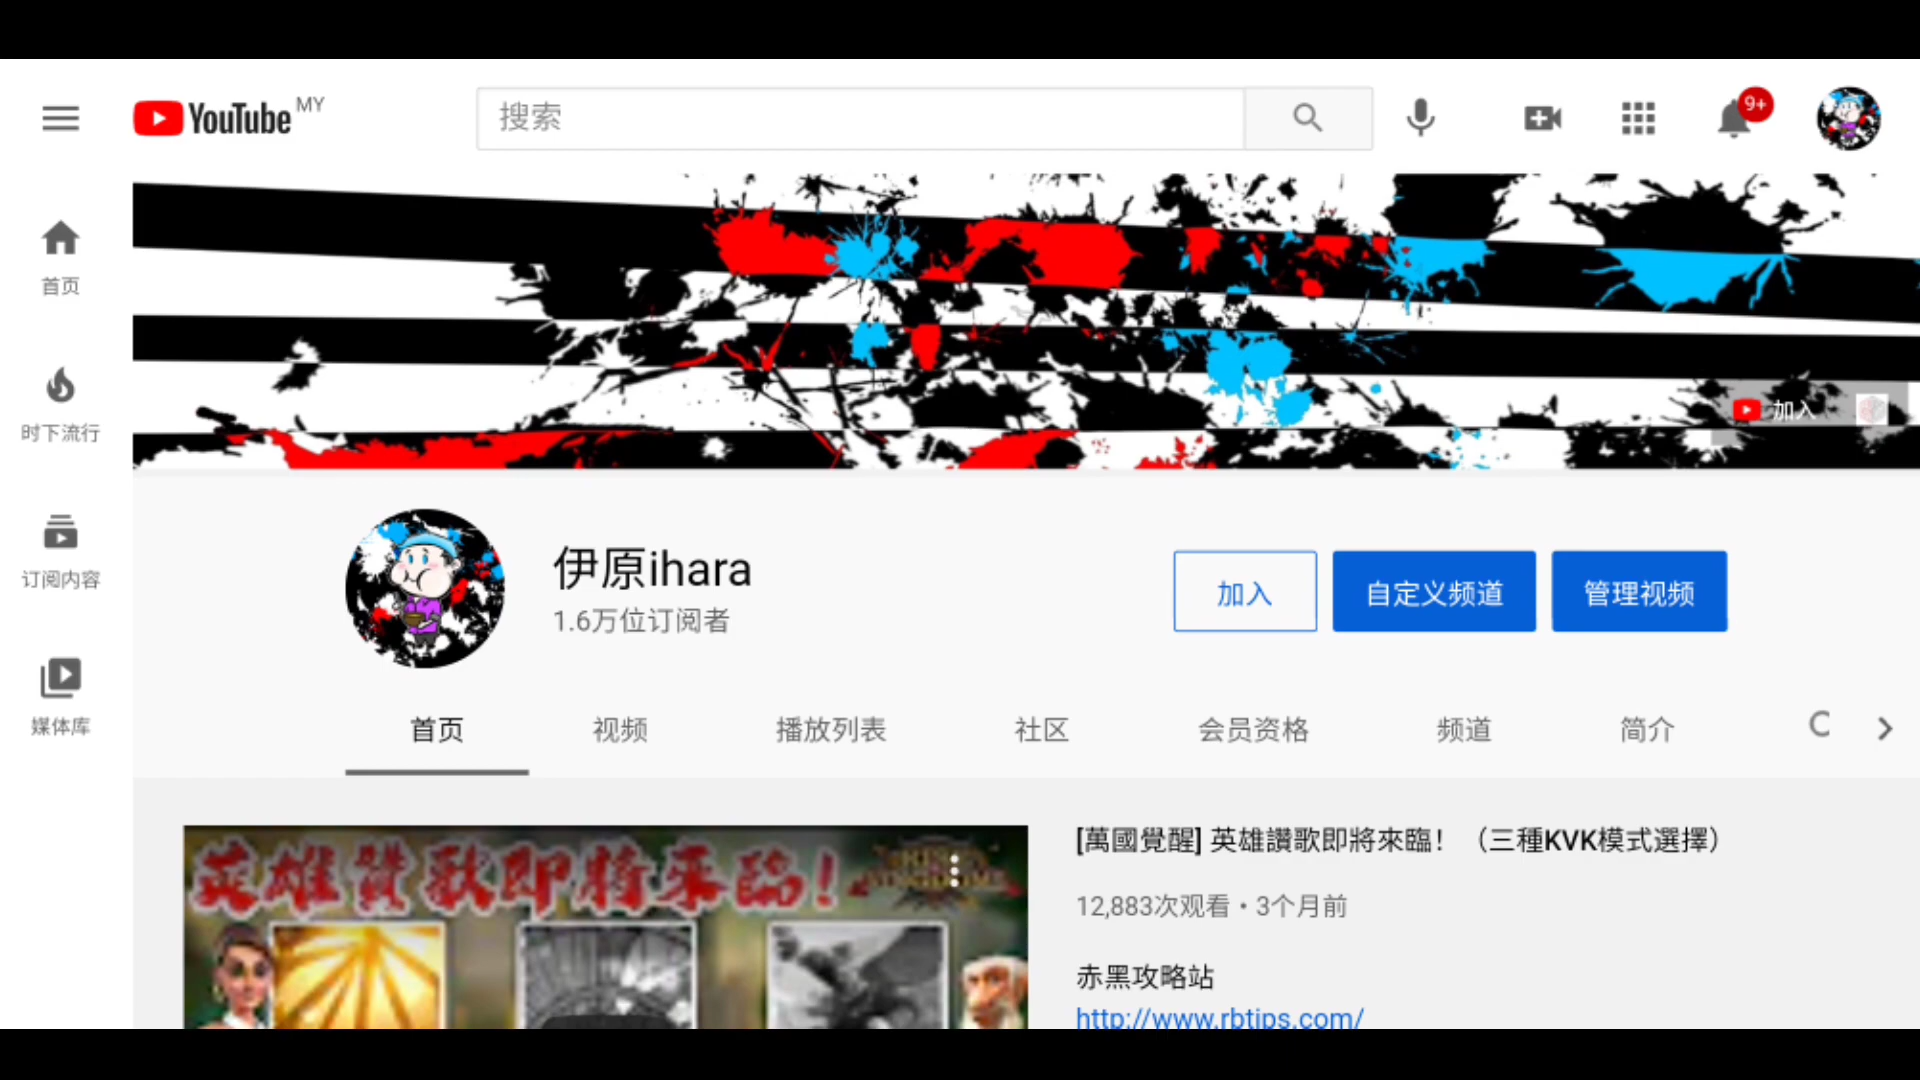 YouTube MY
搜索
9+
首页
时下流行
订阅内容
媒体库
加入
伊原ihara
1.6万位订阅者
加入
自定义频道
管理视频
首页
视频
播放列表
社区
会员资格
频道
简介
英雄贊歌即將來臨!
[萬國覺醒] 英雄讚歌即將來臨！（三種KVK模式選擇）
12,883次观看 • 3个月前
赤黑攻略站
http://www.rbtips.com/